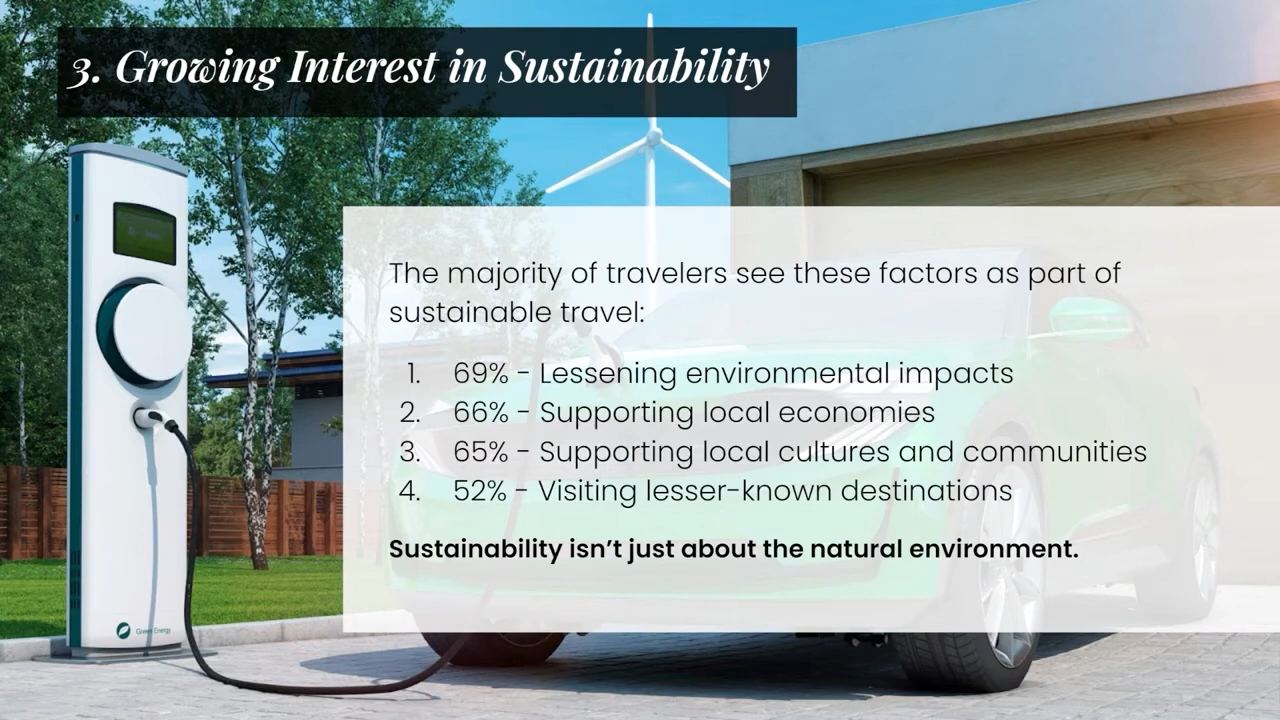 3. Growing Interest in Sustainability
The majority of travelers see these factors as part of
sustainable travel:
1. 69% - Lessening environmental impacts
2. 66% - Supporting local economies
3. 65% - Supporting local cultures and communities
4. 52% - Visiting lesser-known destinations
Sustainability isn't just about the natural environment.
Green Energy